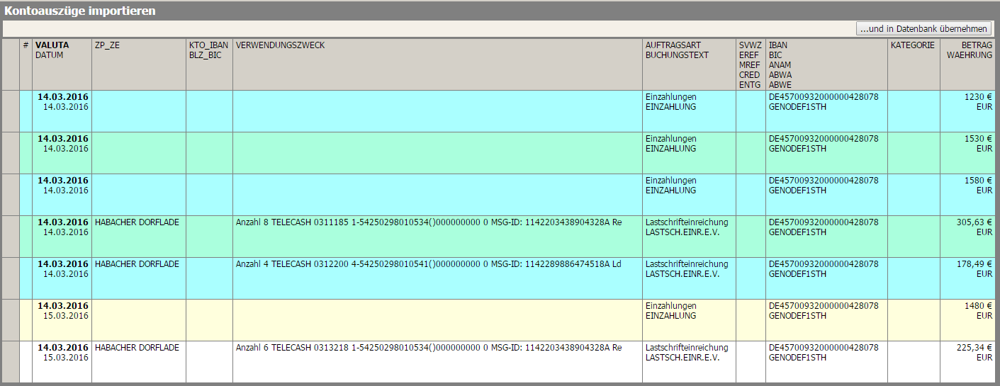 Kontoauszüge importieren
...und in Datenbank übernehmen
# VALUTA ZP_ZE KTO_IBAN VERWENDUNGSZWECK AUFTRAGSART SVWZ IBAN KATEGORIE BETRAG
DATUM BLZ_BIC BUCHUNGSTEXT EREF BIC WAEHRUNG
MREF ANAM
CRED ABWA
ENTG ABWE
14.03.2016 Einzahlungen DE45700932000000428078 1230 €
14.03.2016 EINZAHLUNG GENODEF1STH EUR
14.03.2016 Einzahlungen DE45700932000000428078 1530 €
14.03.2016 EINZAHLUNG GENODEF1STH EUR
14.03.2016 Einzahlungen DE45700932000000428078 1580 €
14.03.2016 EINZAHLUNG GENODEF1STH EUR
14.03.2016 HABACHER DORFLADE Anzahl 8 TELECASH 0311185 1-54250298010534()000000000 0 MSG-ID: 1142203438904328A Re Lastschrifteinreichung DE45700932000000428078 305,63 €
14.03.2016 LASTSCH.EINR.E.V. GENODEF1STH EUR
14.03.2016 HABACHER DORFLADE Anzahl 4 TELECASH 0312200 4-54250298010541()000000000 0 MSG-ID: 1142289886474518A Ld Lastschrifteinreichung DE45700932000000428078 178,49 €
14.03.2016 LASTSCH.EINR.E.V. GENODEF1STH EUR
14.03.2016 Einzahlungen DE45700932000000428078 1480 €
15.03.2016 EINZAHLUNG GENODEF1STH EUR
14.03.2016 HABACHER DORFLADE Anzahl 6 TELECASH 0313218 1-54250298010534()000000000 0 MSG-ID: 1142203438904328A Re Lastschrifteinreichung DE45700932000000428078 225,34 €
15.03.2016 LASTSCH.EINR.E.V. GENODEF1STH EUR